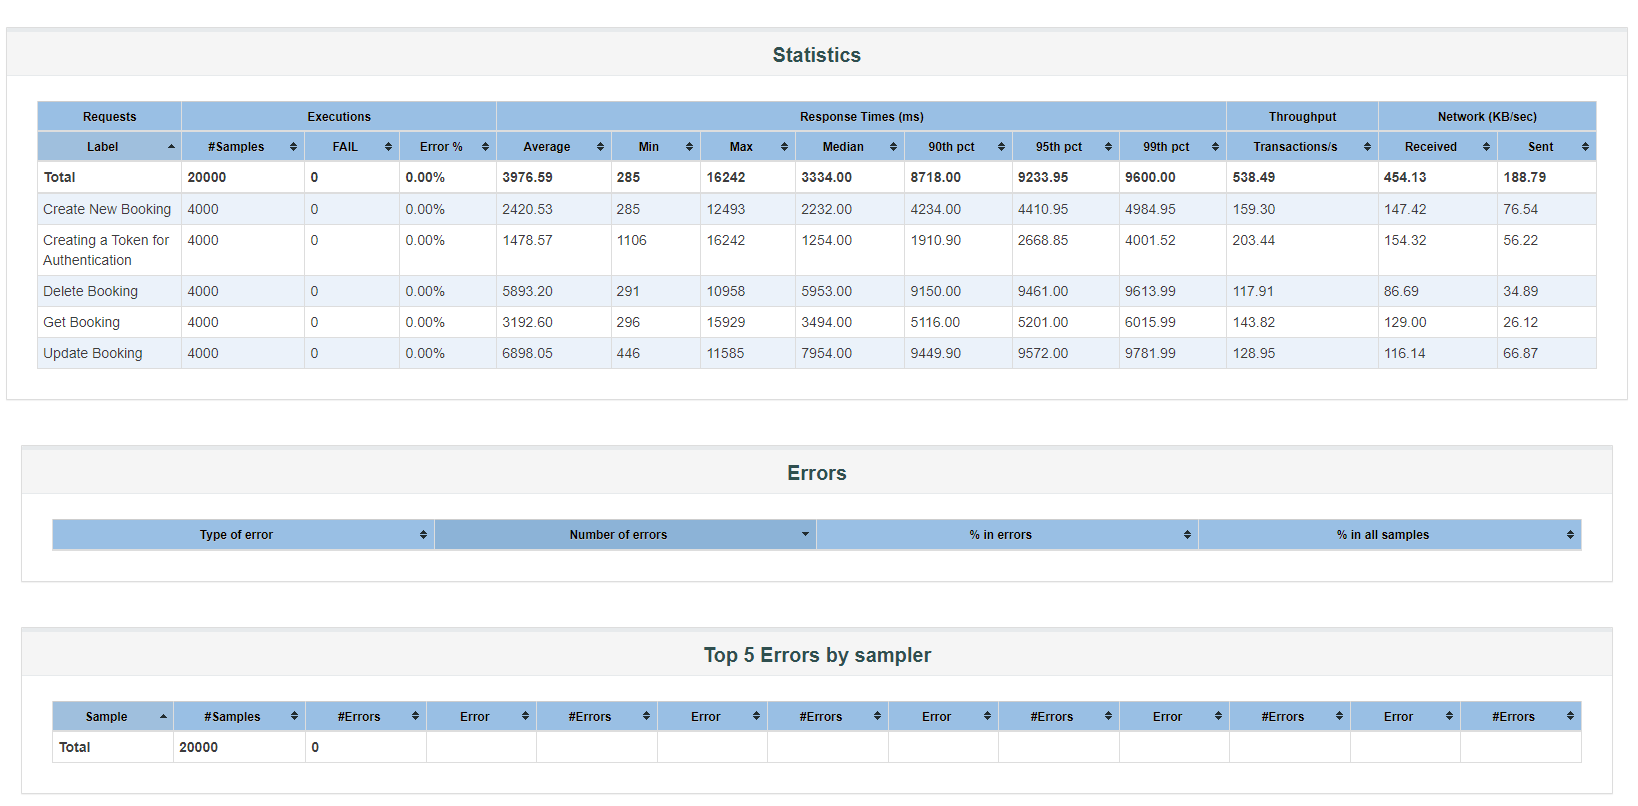 Statistics
Requests Executions Response Times (ms) Throughput Network (KB/sec)
Label #Samples FAIL Error % Average Min Max Median 90th pct 95th pct 99th pct Transactions/s Received Sent
Total 20000 0 0.00% 3976.59 285 16242 3334.00 8718.00 9233.95 9600.00 538.49 454.13 188.79
Create New Booking 4000 0 0.00% 2420.53 285 12493 2232.00 4234.00 4410.95 4984.95 159.30 147.42 76.54
Creating a Token for 4000 0 0.00% 1478.57 1106 16242 1254.00 1910.90 2668.85 4001.52 203.44 154.32 56.22
Authentication
Delete Booking 4000 0 0.00% 5893.20 291 10958 5953.00 9150.00 9461.00 9613.99 117.91 86.69 34.89
Get Booking 4000 0 0.00% 3192.60 296 15929 3494.00 5116.00 5201.00 6015.99 143.82 129.00 26.12
Update Booking 4000 0 0.00% 6898.05 446 11585 7954.00 9449.90 9572.00 9781.99 128.95 116.14 66.87
Errors
Type of error Number of errors % in errors % in all samples
Top 5 Errors by sampler
Sample #Samples #Errors Error #Errors Error #Errors Error #Errors Error #Errors Error #Errors
Total 20000 0